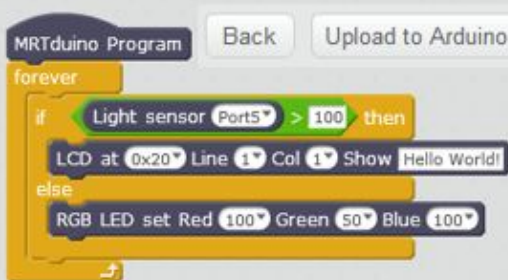 MRTduino Program
Back
Upload to Arduino
forever
if Light sensor Port5 > 100 then
LCD at 0x20 Line 1 Col 1 Show Hello World!
else
RGB LED set Red 100 Green 50 Blue 100